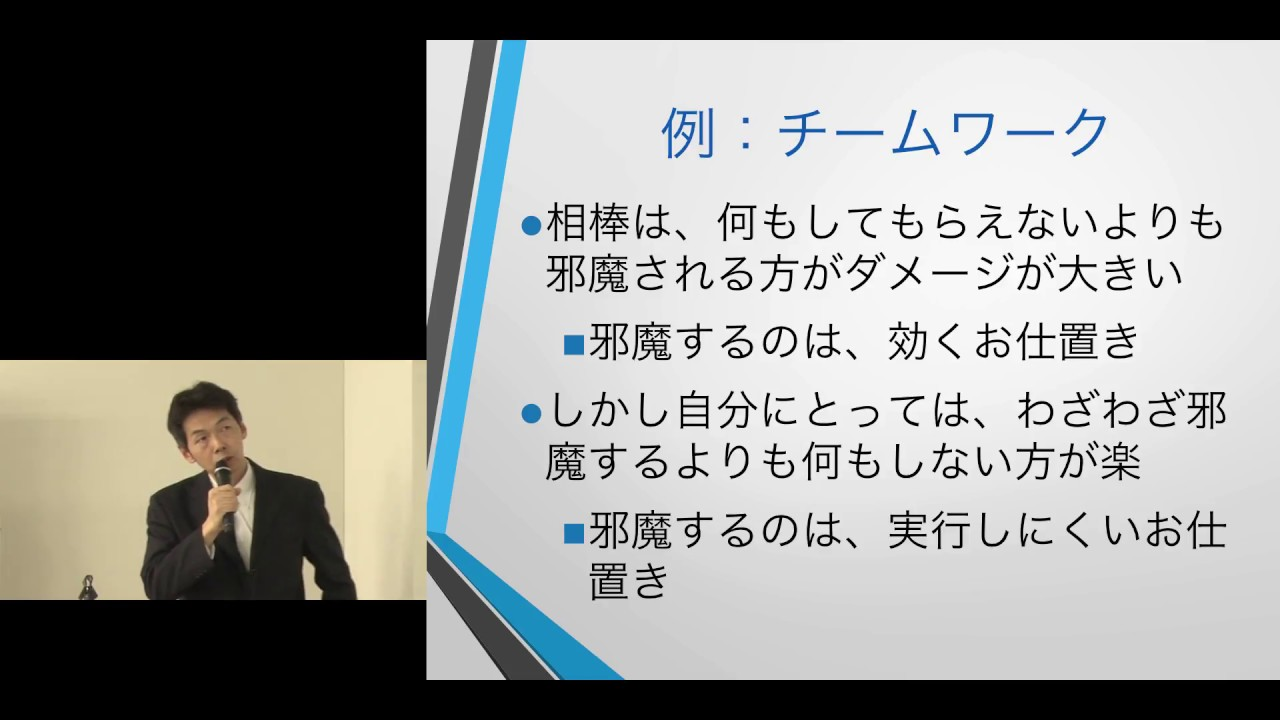 例：チームワーク
●相棒は、何もしてもらえないよりも
邪魔される方がダメージが大きい
■邪魔するのは、効くお仕置き
●しかし自分にとっては、わざわざ邪
魔するよりも何もしない方が楽
■邪魔するのは、実行しにくいお仕
置き